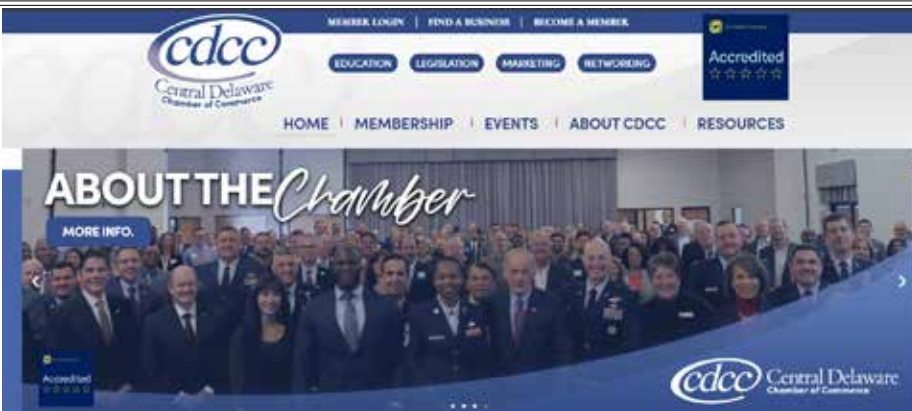 MEMBER LOGIN | FIND A BUSINESS | BECOME A MEMBER
cdcc
Central Delaware
Chamber of Commerce
EDUCATION LEGISLATION MARKETING NETWORKING
Accredited
HOME | MEMBERSHIP | EVENTS | ABOUT CDCC | RESOURCES
ABOUT THE Chamber
MORE INFO.
Accredited
cdcc Central Delaware
Chamber of Commerce